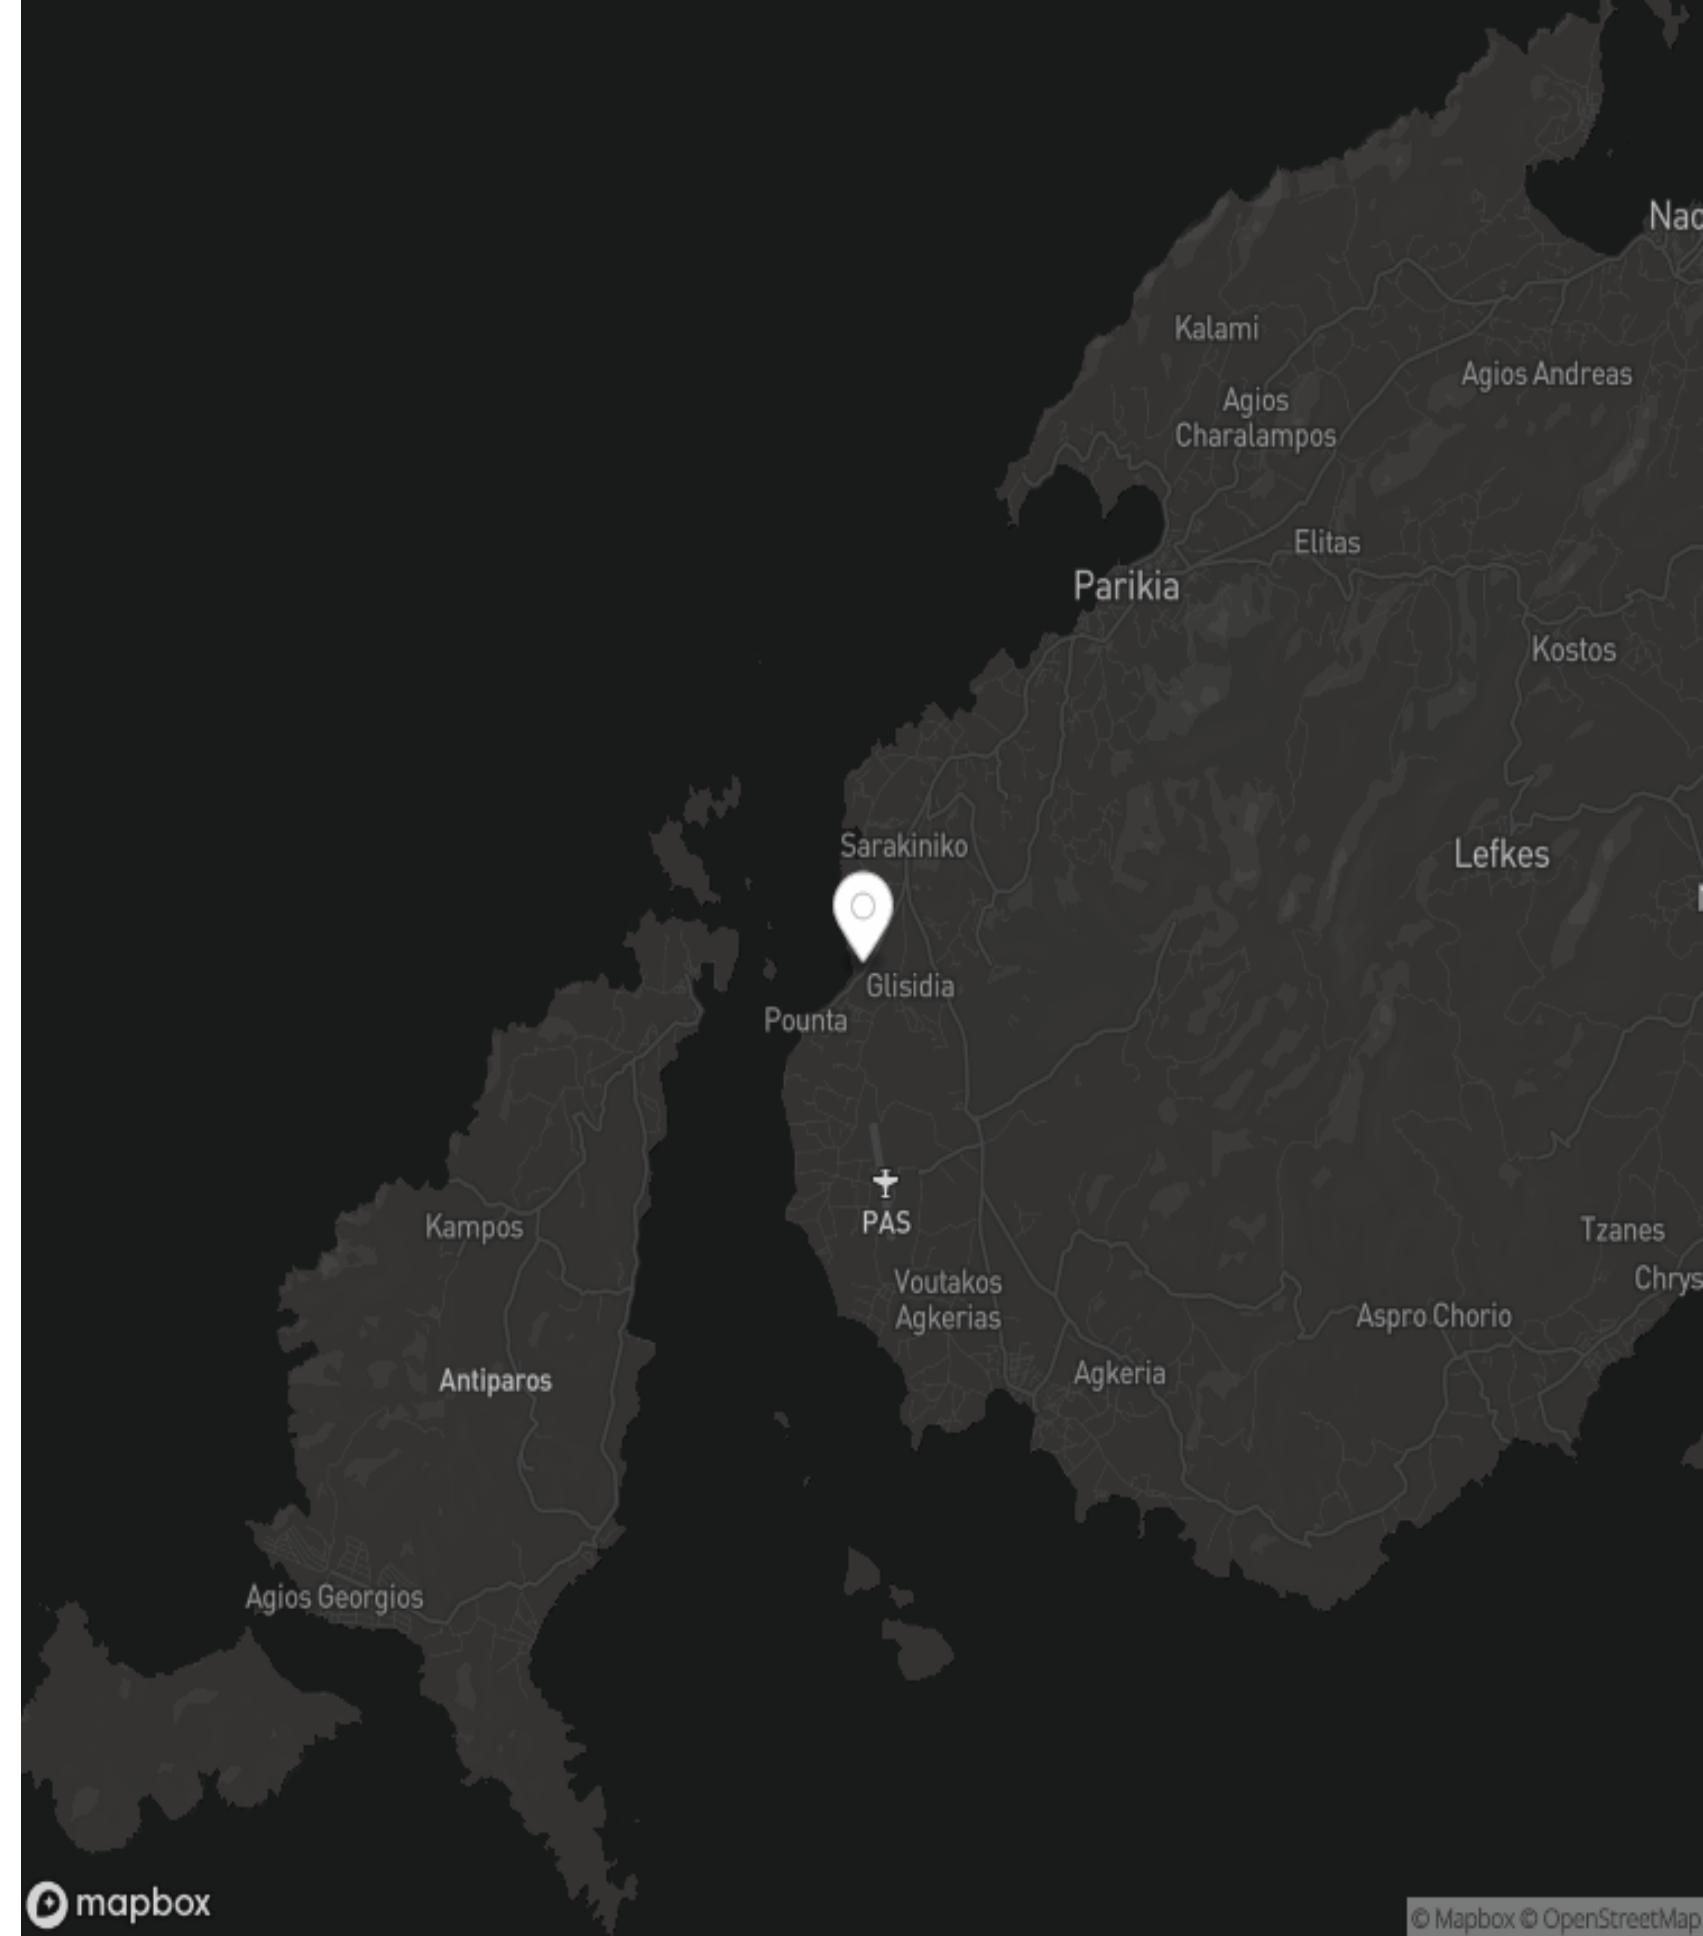 Kalami
Agios Andreas
Agios
Charalampos
Elitas
Parikia
Kostos
Sarakiniko
Lefkes
Glisidia
Pounta
PAS
Kampos
Tzanes
Voutakos
Agkerias
Chrys
Aspro Chorio
Agkeria
Antiparos
Agios Georgios
mapbox
© Mapbox © OpenStreetMap